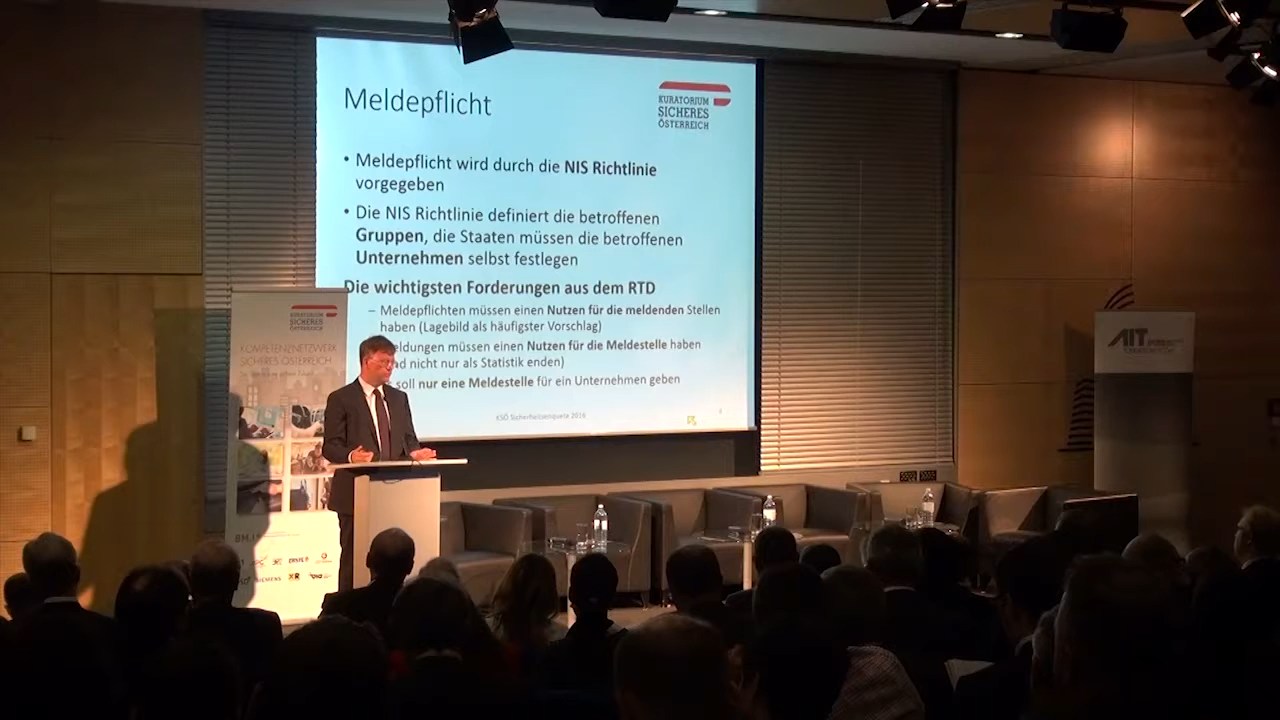 Meldepflicht
KURATORIUM
SICHERES
ÖSTERREICH
• Meldepflicht wird durch die NIS Richtlinie
vorgegeben
• Die NIS Richtlinie definiert die betroffenen
Gruppen, die Staaten müssen die betroffenen
Unternehmen selbst festlegen
Die wichtigsten Forderungen aus dem RTD
– Meldepflichten müssen einen Nutzen für die meldenden Stellen
haben (Lagebild als häufigster Vorschlag)
eldungen müssen einen Nutzen für die Meldestelle haben
nd nicht nur als Statistik enden)
soll nur eine Meldestelle für ein Unternehmen geben
KSÖ Sicherheitsenquete 2016
KURATORIUM
SICHERES
ÖSTERREICH
KOMPETENZNETZWERK
SICHERES ÖSTERREICH
BM.I
SIEMENS
AIT